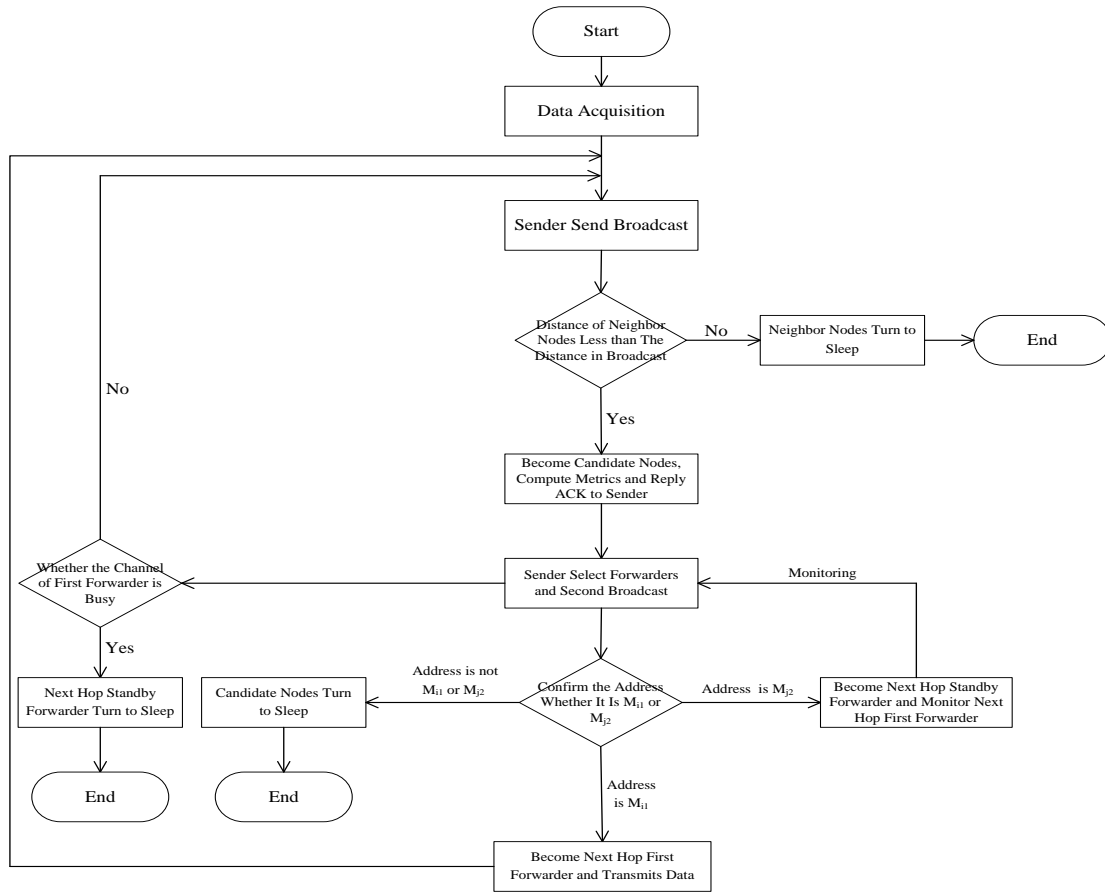 Start
Data Acquisition
Sender Send Broadcast
Distance of Neighbor
Nodes Less than The
Distance in Broadcast
No
Neighbor Nodes Turn to
Sleep
End
Yes
No
Become Candidate Nodes,
Compute Metrics and Reply
ACK to Sender
Whether the Channel
of First Forwarder is
Busy
Sender Select Forwarders
and Second Broadcast
Monitoring
Yes
Next Hop Standby
Forwarder Turn to Sleep
End
Address is not
Mi1 or Mj2
Candidate Nodes Turn
to Sleep
End
Confirm the Address
Whether It Is Mi1 or
Mj2
Address is Mj2
Become Next Hop Standby
Forwarder and Monitor Next
Hop First Forwarder
Address
is Mi1
Become Next Hop First
Forwarder and Transmits Data